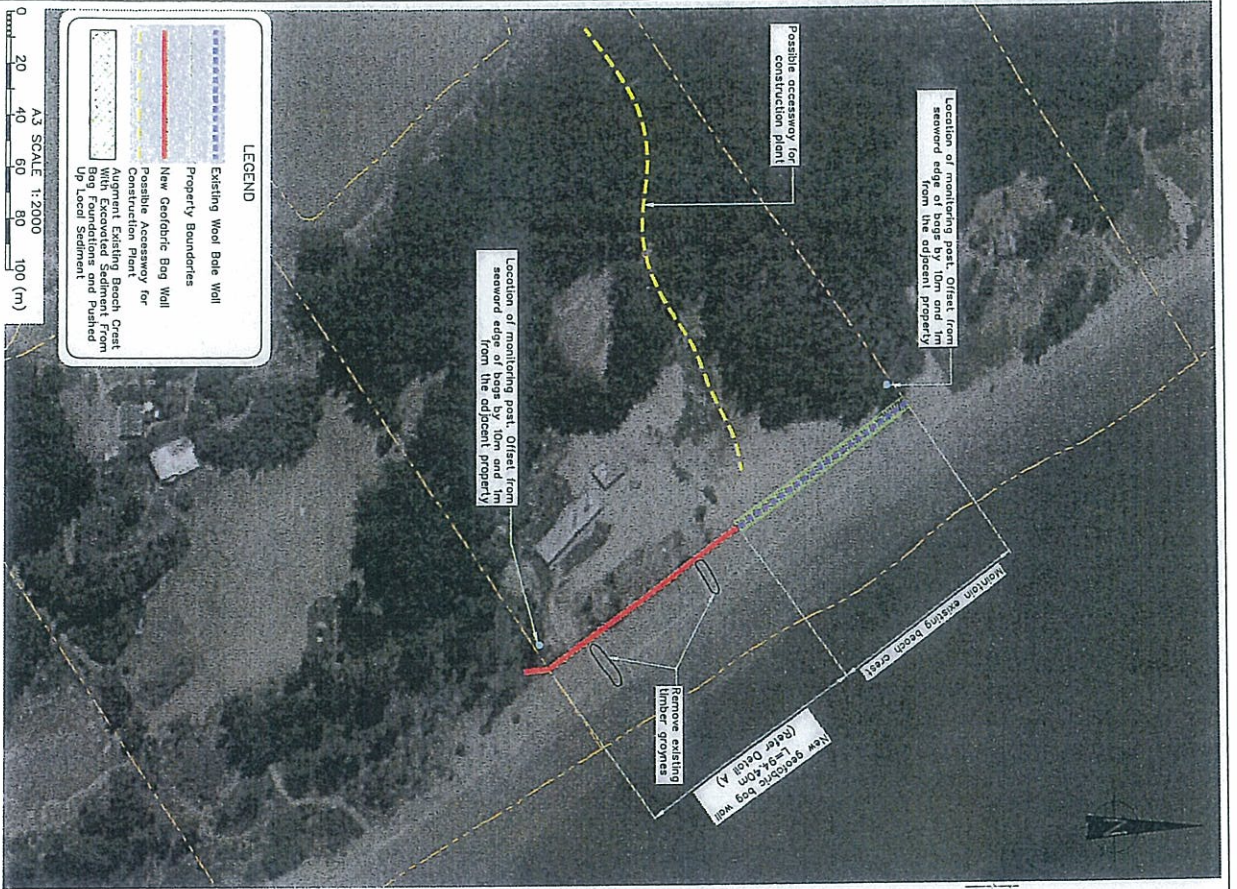 Possible accessway for
construction plant
Location of monitoring post. Offset from
seaward edge of bags by 10m and 1m
from the adjacent property
Maintain existing beach crest
New geofabric bag wall
L=94.40m
(Refer Detail A)
Remove existing
timber groynes
Location of monitoring post. Offset from
seaward edge of bags by 10m and 1m
from the adjacent property
LEGEND
Existing Wool Bale Wall
Property Boundaries
New Geofabric Bag Wall
Possible Accessway for
Construction Plant
Augment Existing Beach Crest
With Excavated Sediment From
Bag Foundations and Pushed
Up Local Sediment
A3 SCALE 1:2000
0 20 40 60 80 100 (m)
N